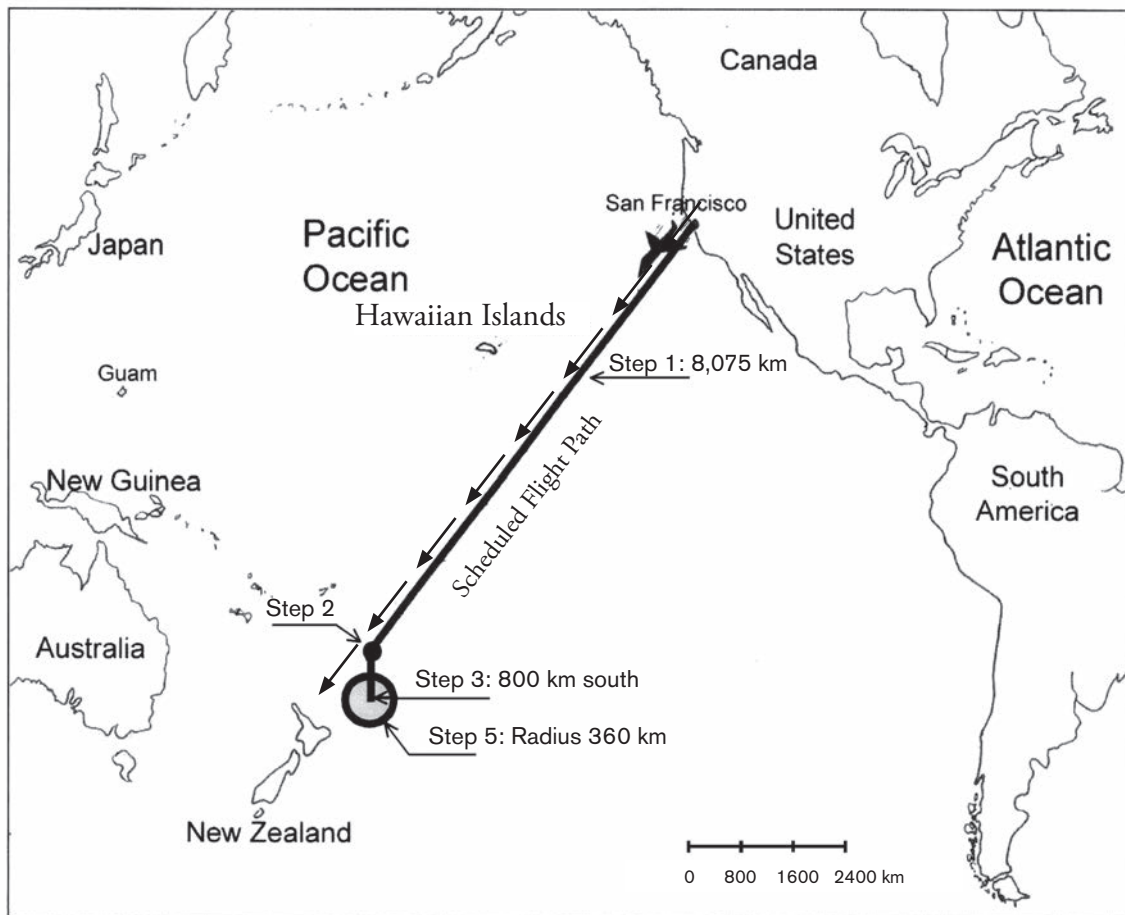 Canada
San Francisco
United
States
Atlantic
Ocean
Japan
Pacific
Ocean
Hawaiian Islands
Step 1: 8,075 km
Guam
Scheduled Flight Path
New Guinea
South
America
Step 2
Australia
Step 3: 800 km south
Step 5: Radius 360 km
New Zealand
0 800 1600 2400 km